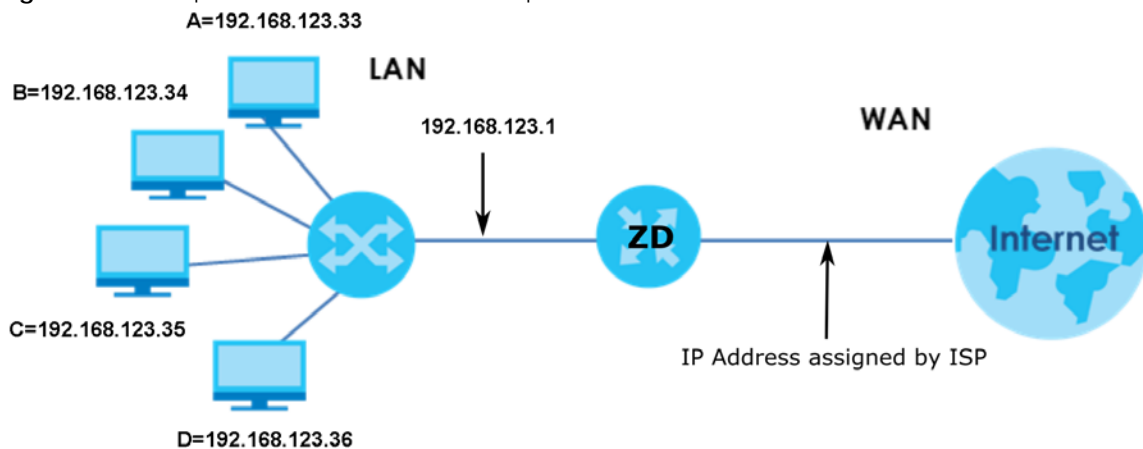 A=192.168.123.33
LAN
B=192.168.123.34
192.168.123.1
WAN
ZD
Internet
C=192.168.123.35
IP Address assigned by ISP
D=192.168.123.36